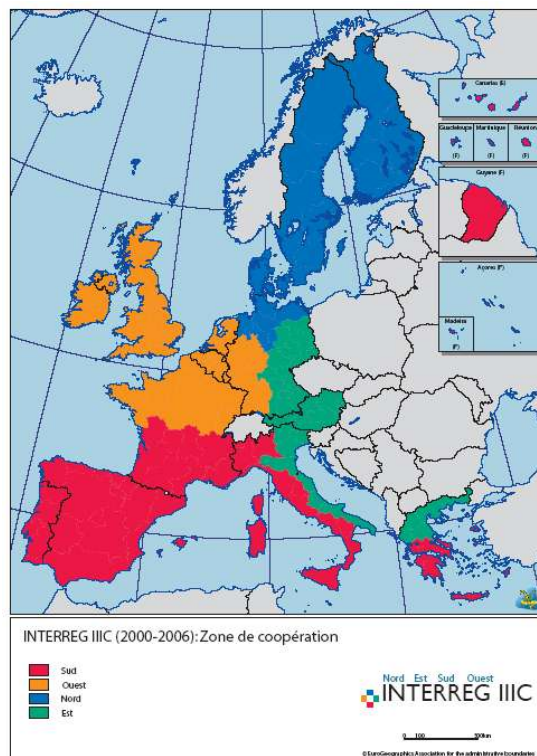 Canarias (E)
Guadeloupe Martinique Réunion
(F) (F) (F)
Guyane (F)
Açores (P)
Madeira
(P)
INTERREG IIIC (2000-2006): Zone de coopération
Sud
Ouest
Nord
Est
Nord Est Sud Ouest
INTERREG IIIC
0 100 300km
© EuroGeographics Association for the administrative boundaries